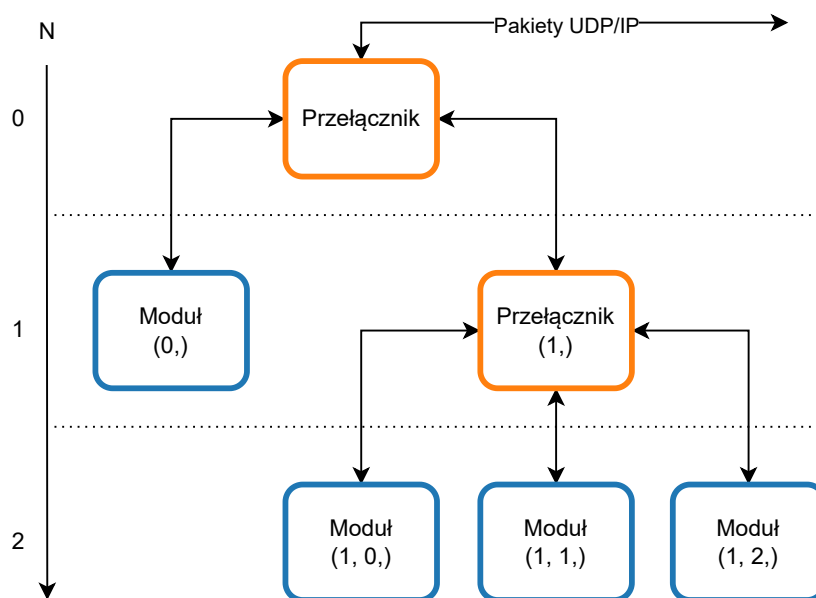 N
Pakiety UDP/IP
0
Przełącznik
1
Moduł
(0,)
Przełącznik
(1,)
2
Moduł
(1, 0,)
Moduł
(1, 1,)
Moduł
(1, 2,)